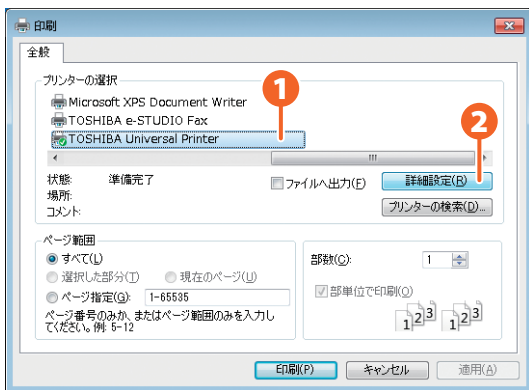 印刷
全般
プリンターの選択
1
Microsoft XPS Document Writer
TOSHIBA e-STUDIO Fax
TOSHIBA Universal Printer
2
状態: 準備完了
ファイルへ出力(F)
詳細設定(R)
場所:
コメント:
プリンターの検索(D)...
ページ範囲
すべて(L)
選択した部分(T) 現在のページ(U)
ページ指定(G): 1-65535
ページ番号のみか、またはページ範囲のみを入力し
てください。例: 5-12
部数(C): 1
部単位で印刷(O)
1 2 3 1 2 3
印刷(P) キャンセル 適用(A)